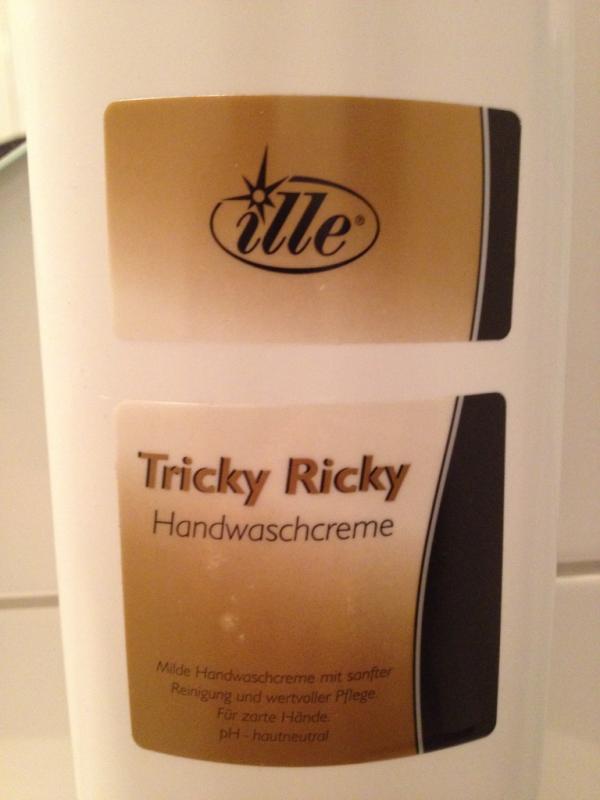 ille®
Tricky Ricky
Handwaschcreme
Milde Handwaschcreme mit sanfter
Reinigung und wertvoller Pflege.
Für zarte Hände.
pH - hautneutral